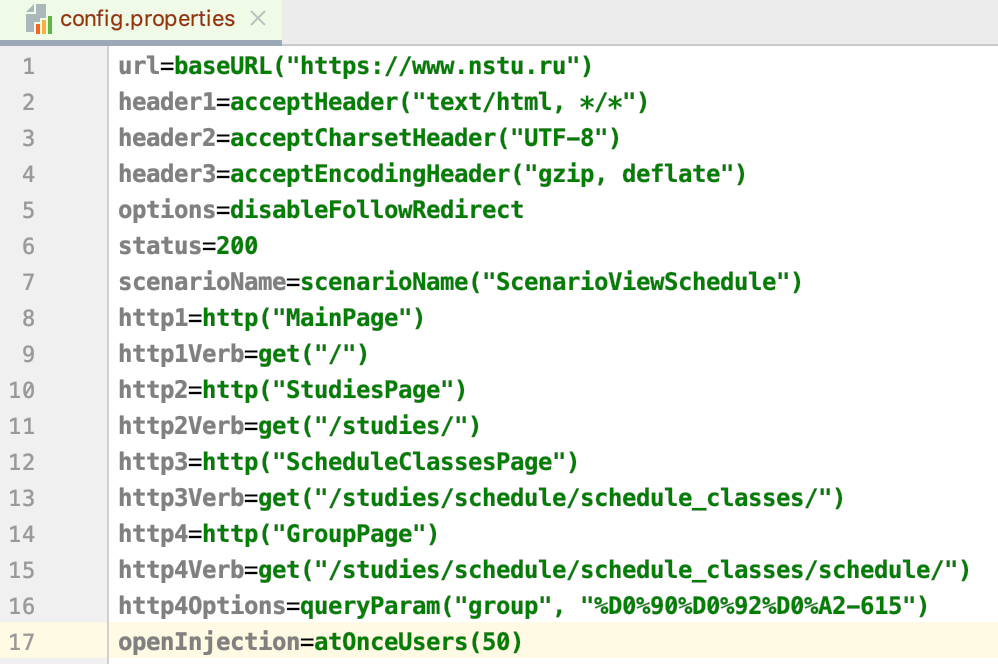 config.properties
1 url=baseURL("https://www.nstu.ru")
2 header1=acceptHeader("text/html, */*")
3 header2=acceptCharsetHeader("UTF-8")
4 header3=acceptEncodingHeader("gzip, deflate")
5 options=disableFollowRedirect
6 status=200
7 scenarioName=scenarioName("ScenarioViewSchedule")
8 http1=http("MainPage")
9 http1Verb=get("/")
10 http2=http("StudiesPage")
11 http2Verb=get("/studies/")
12 http3=http("ScheduleClassesPage")
13 http3Verb=get("/studies/schedule/schedule_classes/")
14 http4=http("GroupPage")
15 http4Verb=get("/studies/schedule/schedule_classes/schedule/")
16 http4Options=queryParam("group", "%D0%90%D0%92%D0%A2-615")
17 openInjection=atOnceUsers(50)